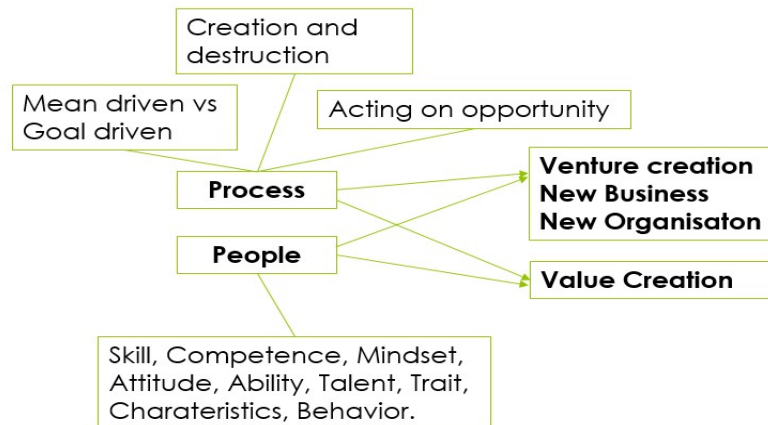 Creation and
destruction
Mean driven vs
Goal driven
Acting on opportunity
Process
Venture creation
New Business
New Organisaton
People
Value Creation
Skill, Competence, Mindset,
Attitude, Ability, Talent, Trait,
Charateristics, Behavior.